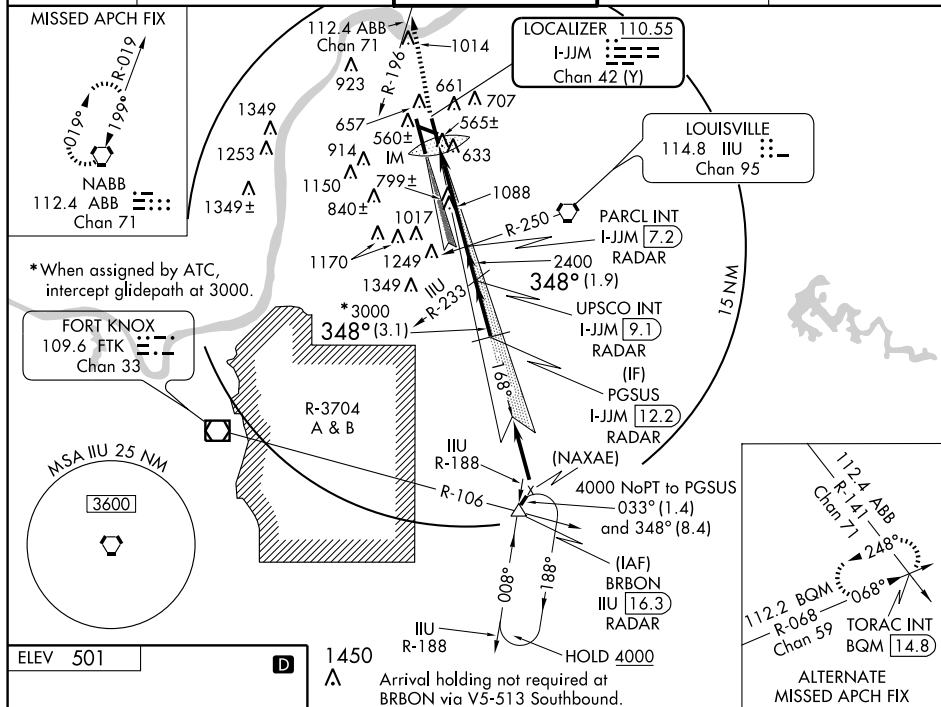 MISSED APCH FIX
R-019
019°
199°
NABB
112.4 ABB
Chan 71
112.4 ABB
Chan 71
R-196
1014
923
661
707
657
565±
560±
633
IM
1349
1253
1349±
914
1150
799±
840±
1088
1017
1170
1249
1349
LOCALIZER 110.55
I-JJM
Chan 42 (Y)
LOUISVILLE
114.8 IIU
Chan 95
R-250
PARCL INT
I-JJM 7.2
RADAR
2400
348° (1.9)
15 NM
IIU
R-233
UPSCO INT
I-JJM 9.1
RADAR
*3000
348° (3.1)
*When assigned by ATC,
intercept glidepath at 3000.
FORT KNOX
109.6 FTK
Chan 33
R-3704
A & B
168°
(IF)
PGSUS
I-JJM 12.2
RADAR
IIU
R-188
(NAXAE)
R-106
4000 NoPT to PGSUS
033° (1.4)
and 348° (8.4)
(IAF)
BRBON
IIU 16.3
RADAR
008°
188°
IIU
R-188
HOLD 4000
MSA IIU 25 NM
3600
112.4 ABB
R-141
Chan 71
248°
068°
112.2 BQM
R-068
Chan 59
TORAC INT
BQM 14.8
ALTERNATE
MISSED APCH FIX
ELEV 501
D
1450
Arrival holding not required at
BRBON via V5-513 Southbound.